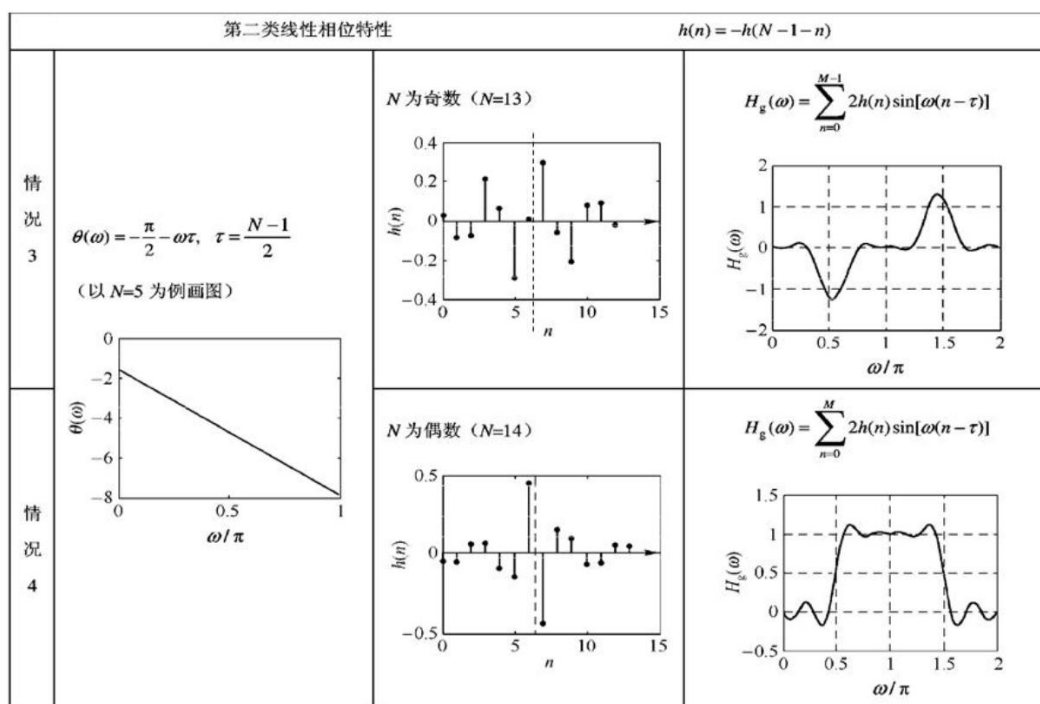 第二类线性相位特性 h(n) = -h(N - 1 - n)
情况3
θ(ω) = -π/2 - ωτ, τ = (N-1)/2
(以 N=5 为例画图)
0
-2
-4
-6
-8
θ(ω)
0 0.5 1
ω/π
N 为奇数（N=13）
0.4
0.2
0
-0.2
-0.4
h(n)
0 5 10 15
n
H_g(ω) = ∑_{n=0}^{M-1} 2h(n)sin[ω(n-τ)]
2
1
0
-1
-2
H_g(ω)
0 0.5 1 1.5 2
ω/π
情况4
N 为偶数（N=14）
0.5
0
-0.5
h(n)
0 5 10 15
n
H_g(ω) = ∑_{n=0}^{M} 2h(n)sin[ω(n-τ)]
1.5
1
0.5
0
-0.5
H_g(ω)
0 0.5 1 1.5 2
ω/π